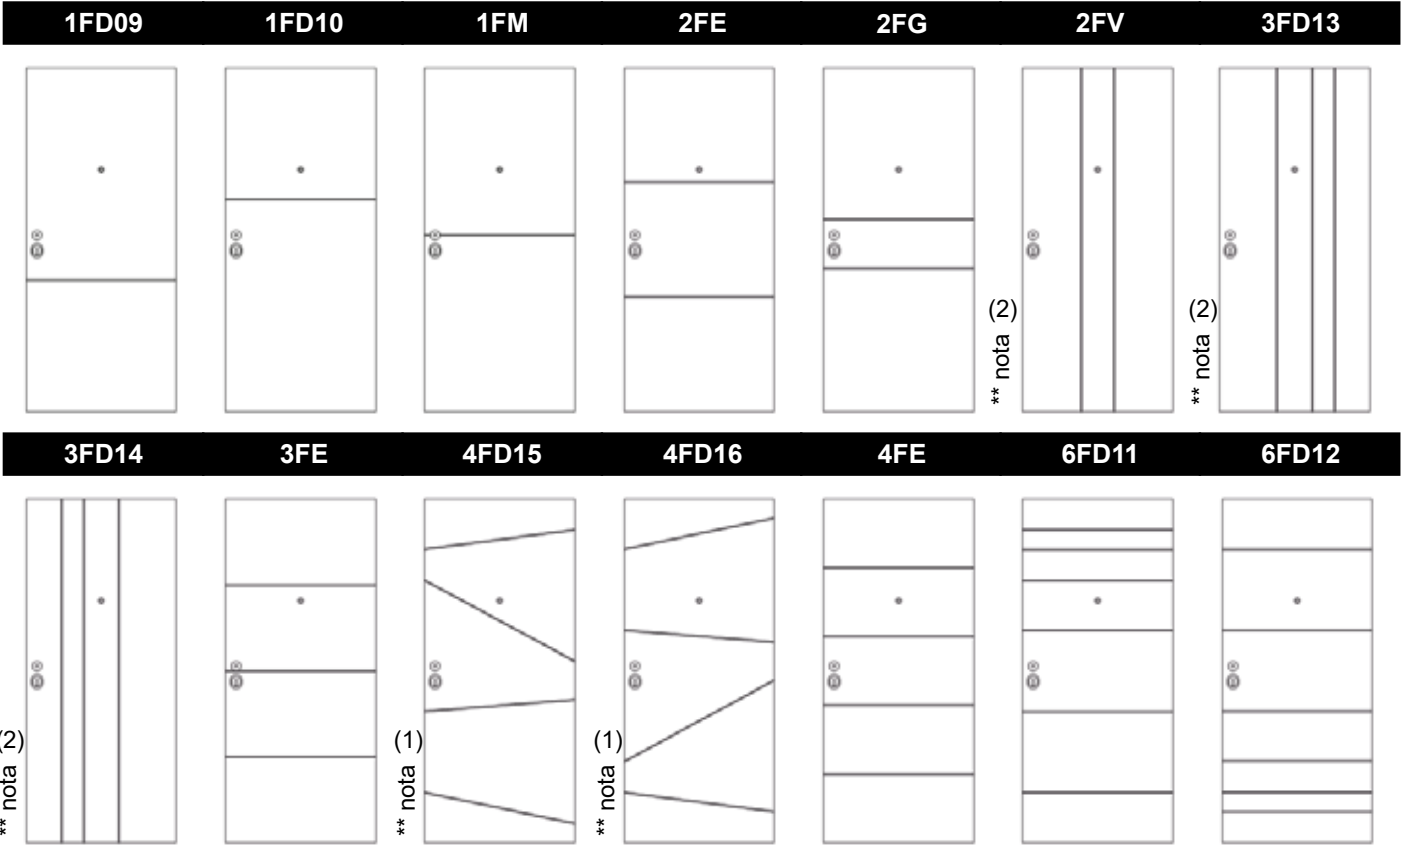 1FD09 1FD10 1FM 2FE 2FG 2FV 3FD13
** nota (2)
** nota (2)
3FD14 3FE 4FD15 4FD16 4FE 6FD11 6FD12
** nota (2)
** nota (1)
** nota (1)